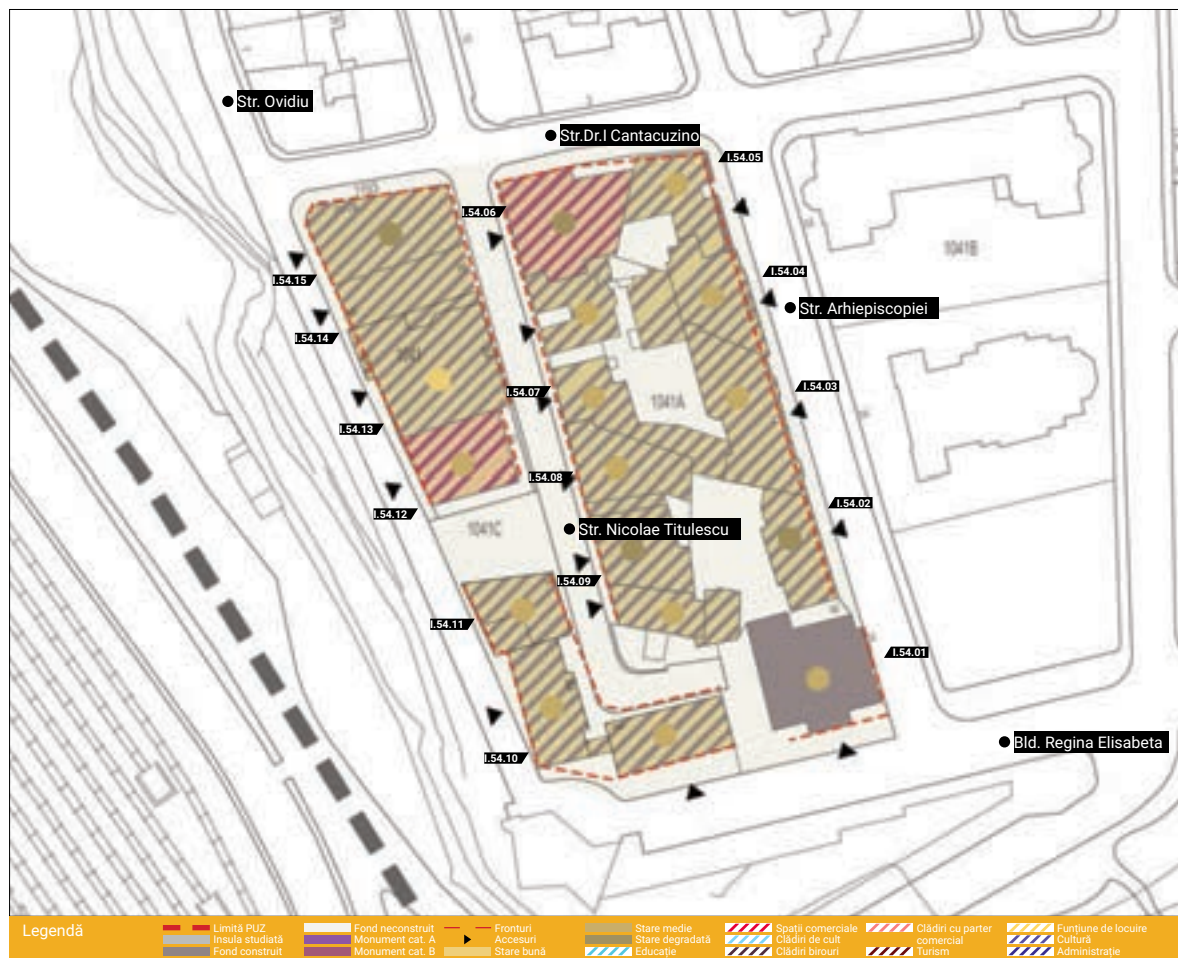 Str. Ovidiu
Str.Dr.I Cantacuzino
I.54.05
I.54.06
1041B
I.54.04
I.54.15
Str. Arhiepiscopiei
I.54.14
I.54.03
I.54.07
1041A
I.54.13
I.54.08
I.54.02
I.54.12
1041C
Str. Nicolae Titulescu
I.54.09
I.54.11
I.54.01
Bld. Regina Elisabeta
I.54.10
Legendă
Limită PUZ
Insula studiată
Fond construit
Fond neconstruit
Monument cat. A
Monument cat. B
Fronturi
Accesuri
Stare bună
Stare medie
Stare degradată
Educație
Spații comerciale
Clădiri de cult
Clădiri birouri
Clădiri cu parter
comercial
Turism
Funțiune de locuire
Cultură
Administrație